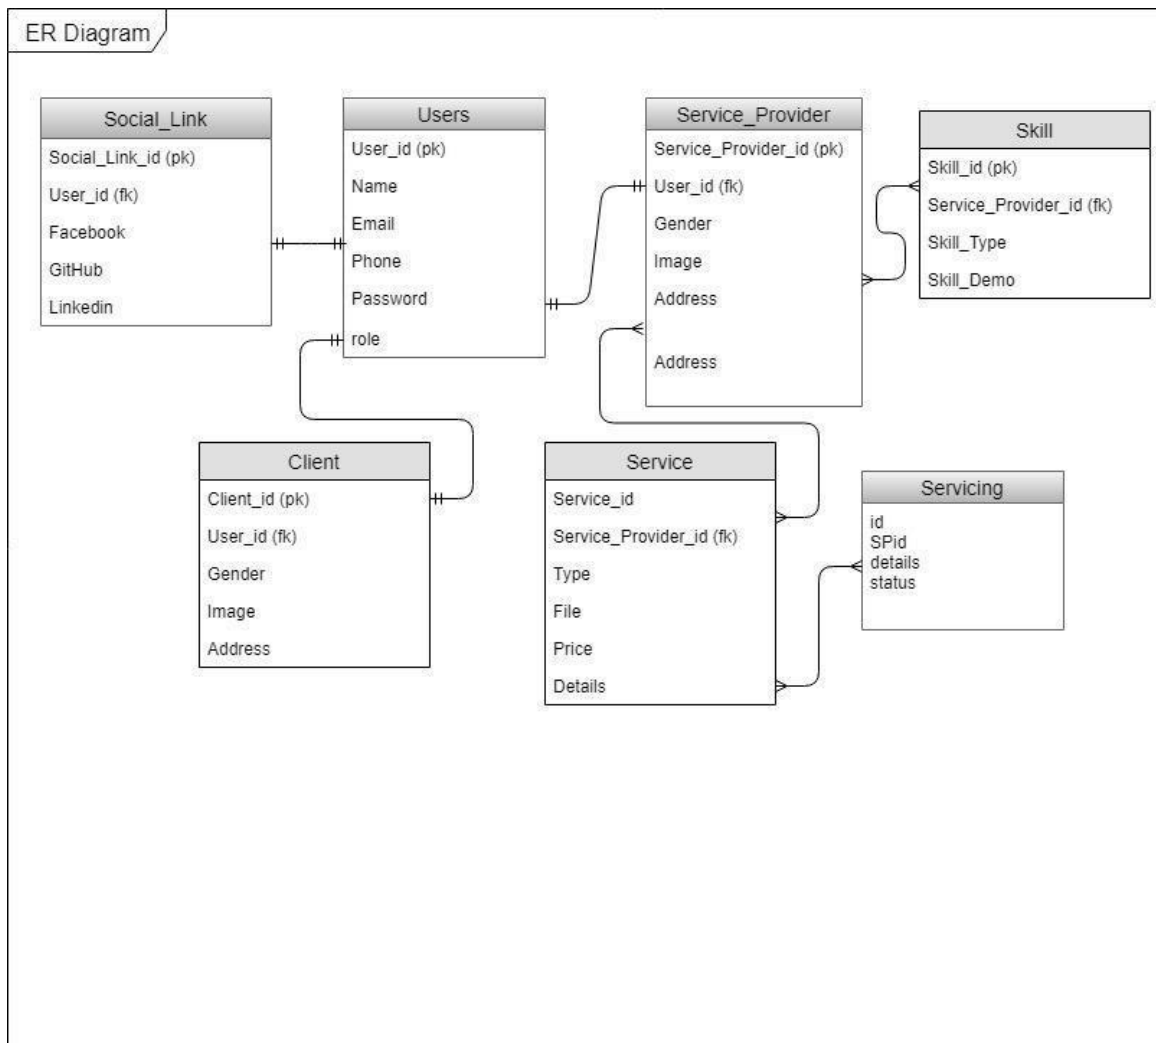 ER Diagram
Social_Link
Social_Link_id (pk)
User_id (fk)
Facebook
GitHub
Linkedin
Users
User_id (pk)
Name
Email
Phone
Password
role
Service_Provider
Service_Provider_id (pk)
User_id (fk)
Gender
Image
Address
Address
Skill
Skill_id (pk)
Service_Provider_id (fk)
Skill_Type
Skill_Demo
Client
Client_id (pk)
User_id (fk)
Gender
Image
Address
Service
Service_id
Service_Provider_id (fk)
Type
File
Price
Details
Servicing
id
SPid
details
status